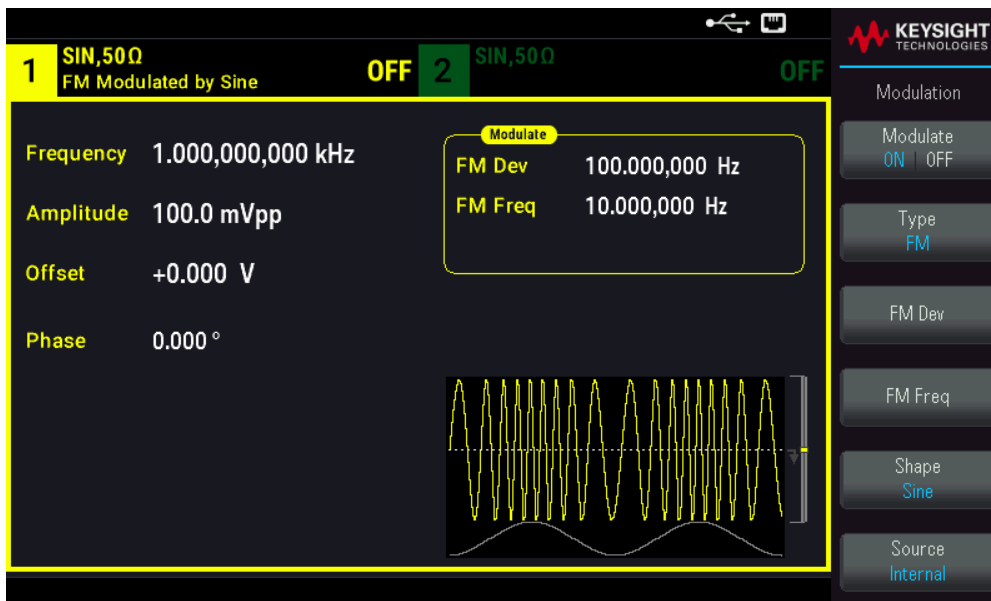 KEYSIGHT
TECHNOLOGIES
1 SIN,50Ω
FM Modulated by Sine
OFF
2 SIN,50Ω
OFF
Frequency 1.000,000,000 kHz
Amplitude 100.0 mVpp
Offset +0.000 V
Phase 0.000 °
Modulate
FM Dev 100.000,000 Hz
FM Freq 10.000,000 Hz
Modulation
Modulate
ON | OFF
Type
FM
FM Dev
FM Freq
Shape
Sine
Source
Internal